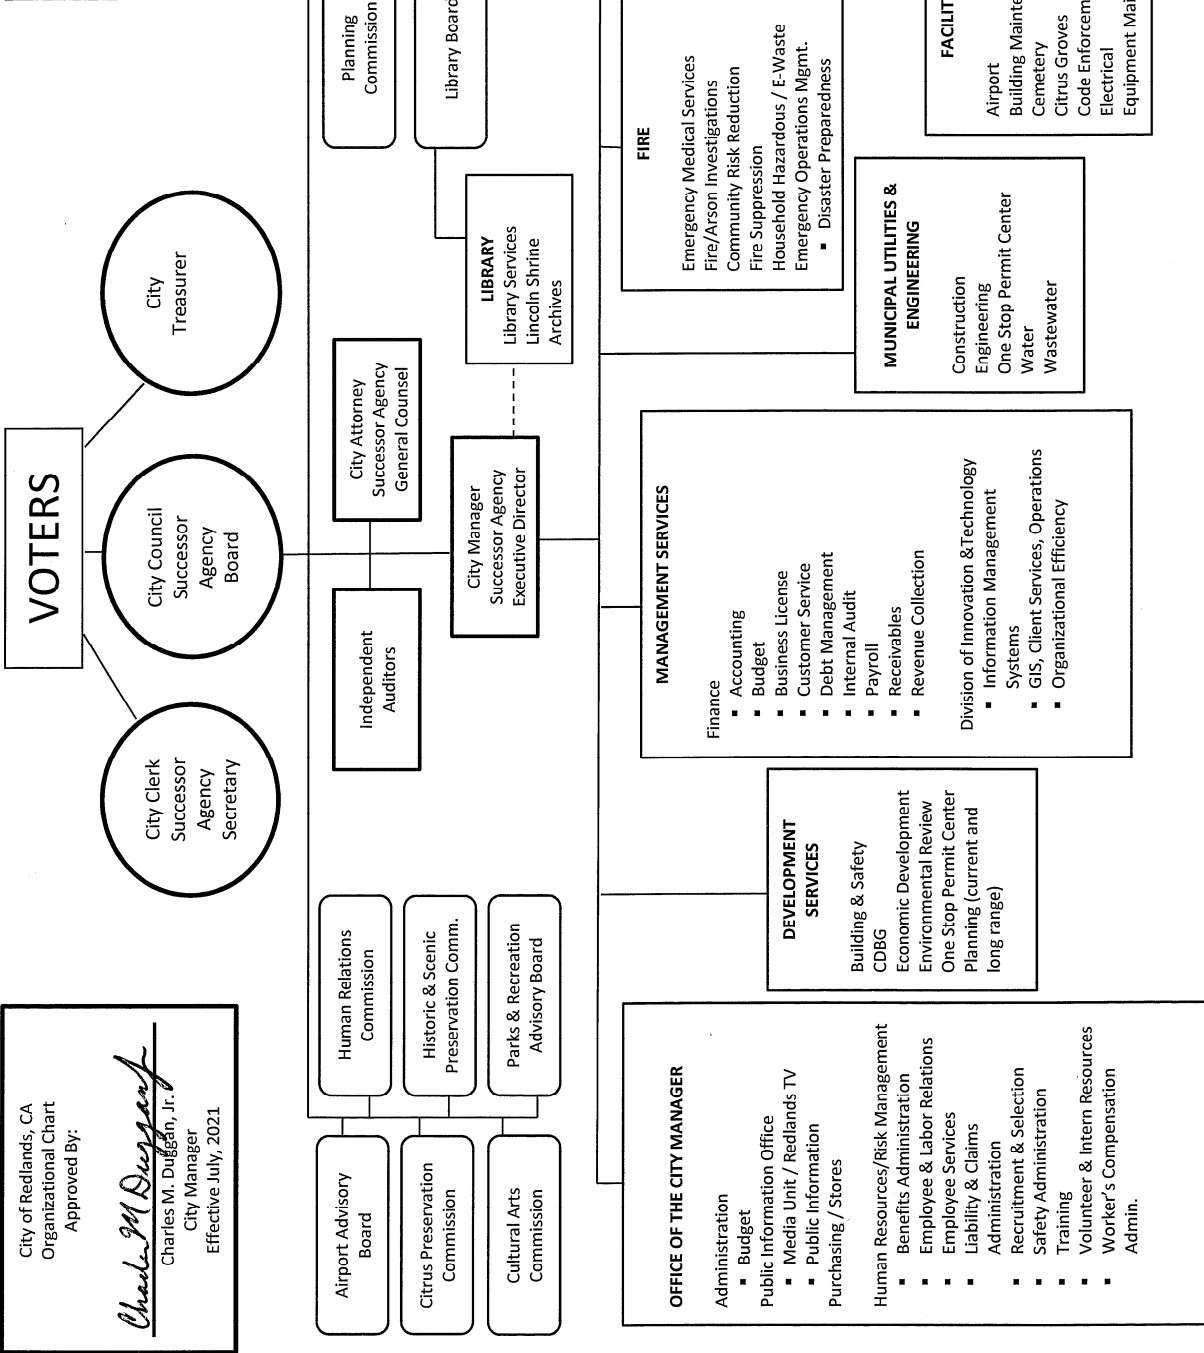 City of Redlands, CA
Organizational Chart
Approved By:
Charles M Duggan Jr
Charles M. Duggan, Jr.
City Manager
Effective July, 2021
VOTERS
City Clerk
Successor
Agency
Secretary
City Council
Successor
Agency
Board
City
Treasurer
Airport Advisory
Board
Citrus Preservation
Commission
Cultural Arts
Commission
Human Relations
Commission
Historic & Scenic
Preservation Comm.
Parks & Recreation
Advisory Board
Independent
Auditors
City Attorney
Successor Agency
General Counsel
City Manager
Successor Agency
Executive Director
Planning
Commission
Library Board
LIBRARY
Library Services
Lincoln Shrine
Archives
OFFICE OF THE CITY MANAGER
Administration
▪ Budget
Public Information Office
▪ Media Unit / Redlands TV
▪ Public Information
Purchasing / Stores
Human Resources/Risk Management
▪ Benefits Administration
▪ Employee & Labor Relations
▪ Employee Services
▪ Liability & Claims
Administration
▪ Recruitment & Selection
▪ Safety Administration
▪ Training
▪ Volunteer & Intern Resources
▪ Worker's Compensation
Admin.
DEVELOPMENT
SERVICES
Building & Safety
CDBG
Economic Development
Environmental Review
One Stop Permit Center
Planning (current and
long range)
MANAGEMENT SERVICES
Finance
▪ Accounting
▪ Budget
▪ Business License
▪ Customer Service
▪ Debt Management
▪ Internal Audit
▪ Payroll
▪ Receivables
▪ Revenue Collection
Division of Innovation &Technology
▪ Information Management
Systems
▪ GIS, Client Services, Operations
▪ Organizational Efficiency
MUNICIPAL UTILITIES &
ENGINEERING
Construction
Engineering
One Stop Permit Center
Water
Wastewater
FIRE
Emergency Medical Services
Fire/Arson Investigations
Community Risk Reduction
Fire Suppression
Household Hazardous / E-Waste
Emergency Operations Mgmt.
▪ Disaster Preparedness
FACILIT
Airport
Building Mainte
Cemetery
Citrus Groves
Code Enforcem
Electrical
Equipment Mai